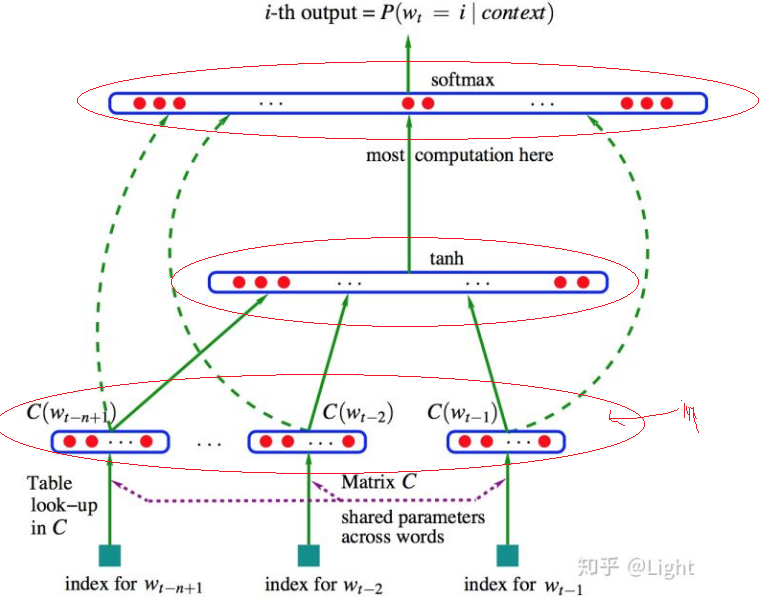 i-th output = P(w_t = i | context)
softmax
... ...
most computation here
tanh
... ...
C(w_{t-n+1}) C(w_{t-2}) C(w_{t-1})
... ... ... ...
Table
look-up
in C
Matrix C
shared parameters
across words
index for w_{t-n+1} index for w_{t-2} index for w_{t-1}
知乎 @Light